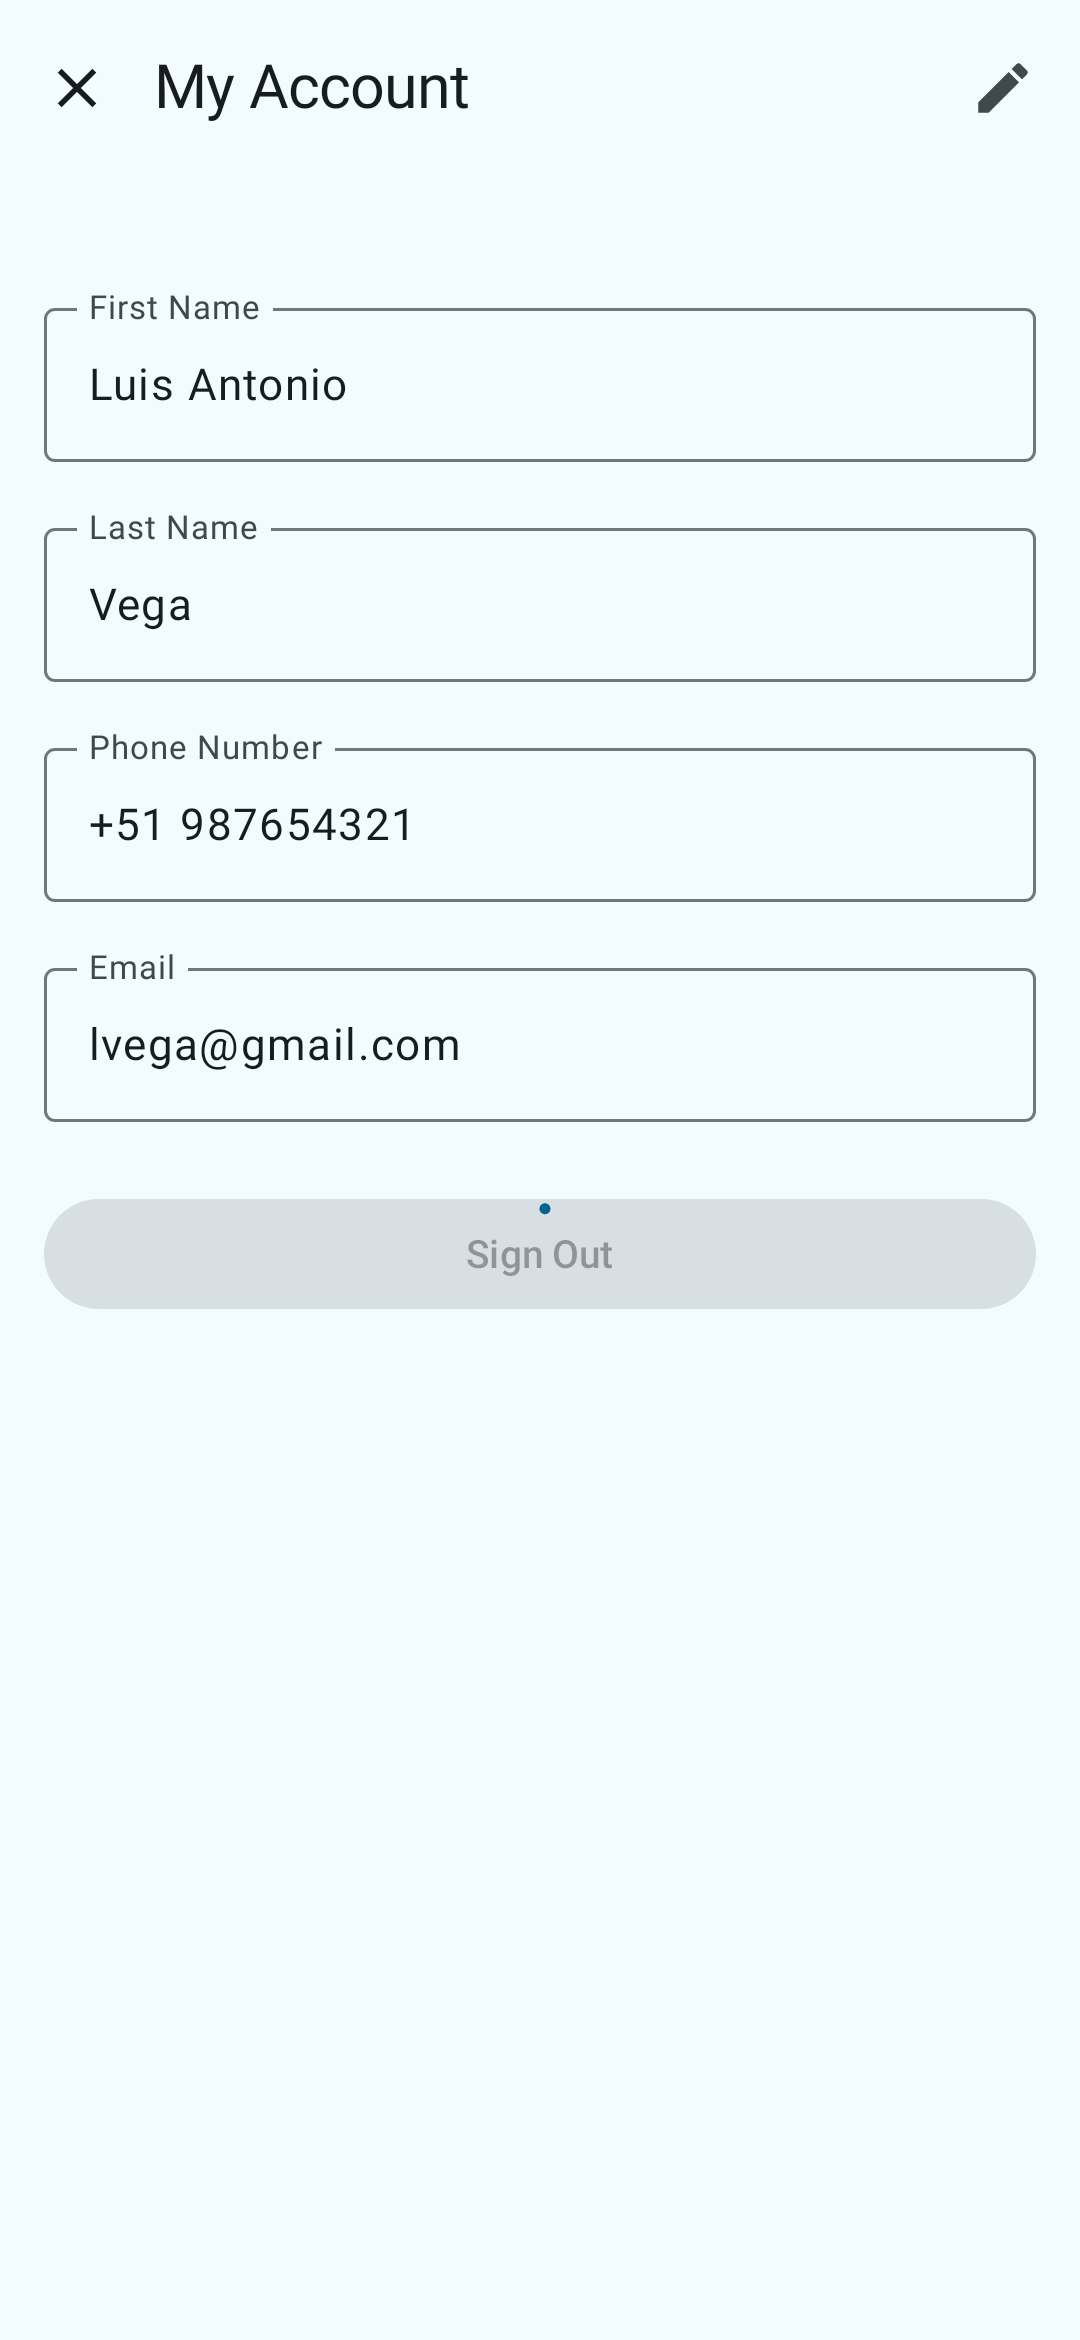 My Account
First Name
Luis Antonio
Last Name
Vega
Phone Number
+51 987654321
Email
lvega@gmail.com
Sign Out